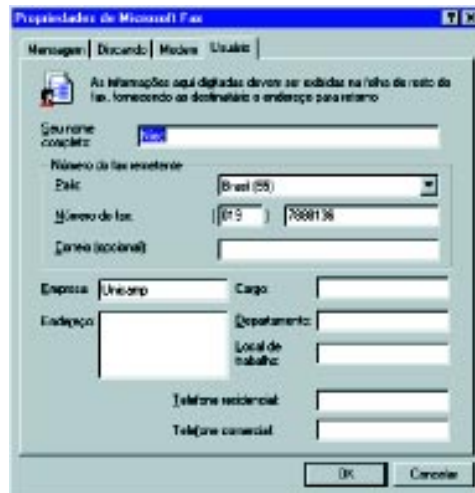 Propriedades de Microsoft Fax
Mensagem Discando Modem Usuário
As informações aqui digitadas devem ser exibidas na folha de rosto do
fax, fornecendo ao destinatário o endereço para retorno
Seu nome
completo:
Número do fax remetente
País: Brasil (55)
Número do fax: (019) 7888136
Correio (opcional):
Empresa: Unicamp Cargo:
Endereço: Departamento:
Local de
trabalho:
Telefone residencial:
Telefone comercial:
OK Cancelar